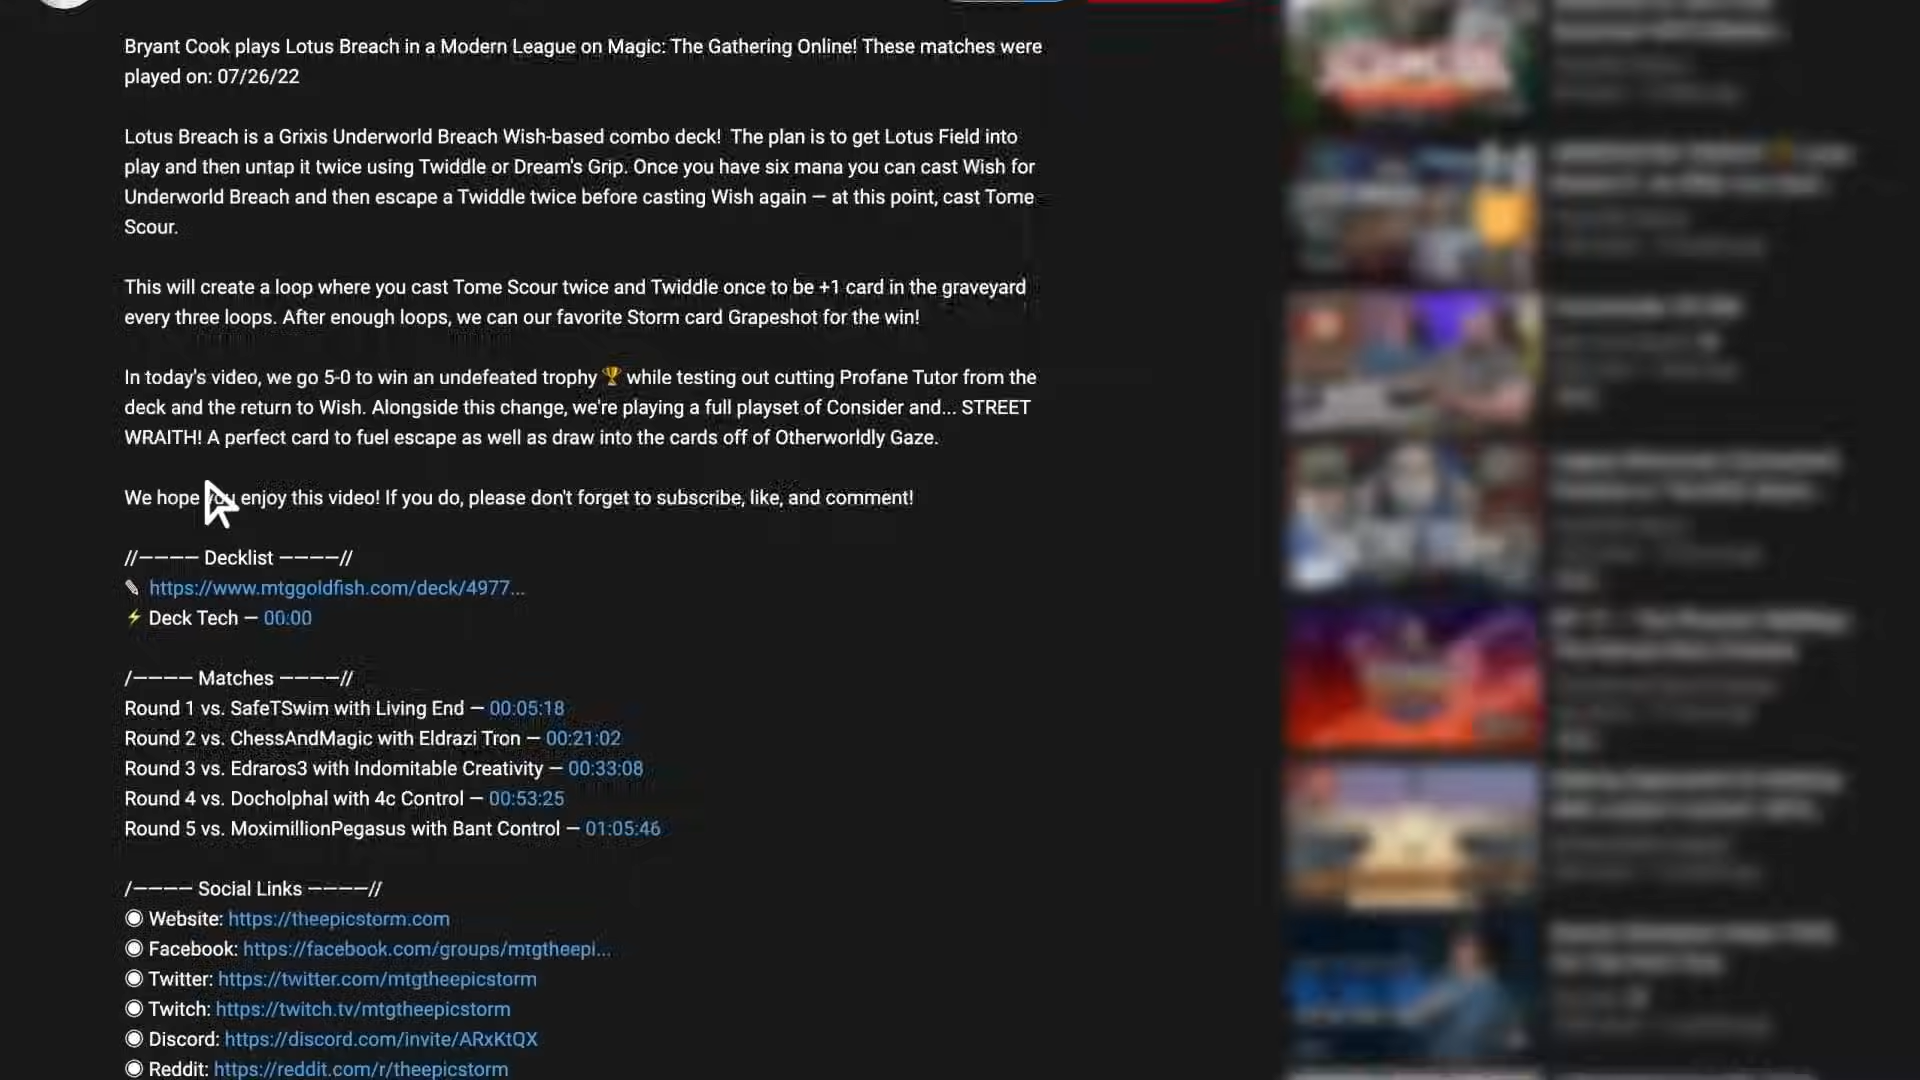 Bryant Cook plays Lotus Breach in a Modern League on Magic: The Gathering Online! These matches were
played on: 07/26/22
Lotus Breach is a Grixis Underworld Breach Wish-based combo deck!  The plan is to get Lotus Field into
play and then untap it twice using Twiddle or Dream's Grip. Once you have six mana you can cast Wish for
Underworld Breach and then escape a Twiddle twice before casting Wish again — at this point, cast Tome
Scour.
This will create a loop where you cast Tome Scour twice and Twiddle once to be +1 card in the graveyard
every three loops. After enough loops, we can our favorite Storm card Grapeshot for the win!
In today's video, we go 5-0 to win an undefeated trophy 🏆 while testing out cutting Profane Tutor from the
deck and the return to Wish. Alongside this change, we're playing a full playset of Consider and... STREET
WRAITH! A perfect card to fuel escape as well as draw into the cards off of Otherworldly Gaze.
We hope you enjoy this video! If you do, please don't forget to subscribe, like, and comment!
//———— Decklist ————//
✎ https://www.mtggoldfish.com/deck/4977...
⚡ Deck Tech — 00:00
/———— Matches ————//
Round 1 vs. SafeTSwim with Living End — 00:05:18
Round 2 vs. ChessAndMagic with Eldrazi Tron — 00:21:02
Round 3 vs. Edraros3 with Indomitable Creativity — 00:33:08
Round 4 vs. Docholphal with 4c Control — 00:53:25
Round 5 vs. MoximillionPegasus with Bant Control — 01:05:46
/———— Social Links ————//
◉ Website: https://theepicstorm.com
◉ Facebook: https://facebook.com/groups/mtgtheepi...
◉ Twitter: https://twitter.com/mtgtheepicstorm
◉ Twitch: https://twitch.tv/mtgtheepicstorm
◉ Discord: https://discord.com/invite/ARxKtQX
◉ Reddit: https://reddit.com/r/theepicstorm